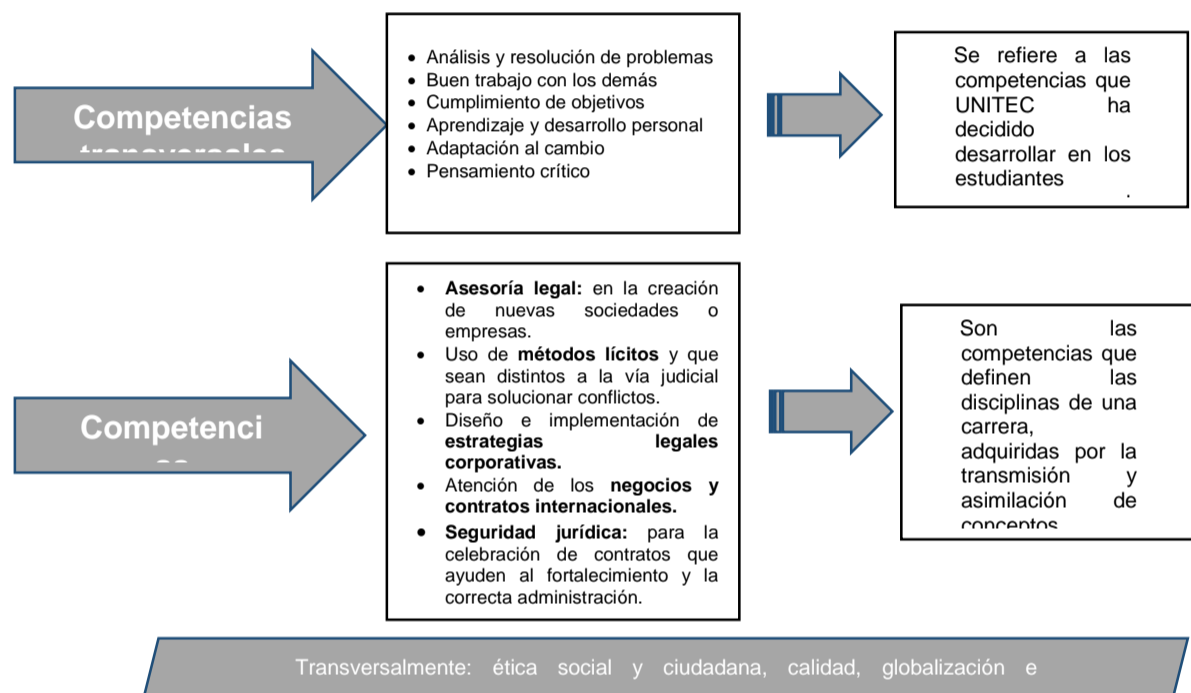 Competencias
• Análisis y resolución de problemas
• Buen trabajo con los demás
• Cumplimiento de objetivos
• Aprendizaje y desarrollo personal
• Adaptación al cambio
• Pensamiento crítico
Se refiere a las
competencias que
UNITEC ha
decidido
desarrollar en los
estudiantes
.
Competenci
• Asesoría legal: en la creación
de nuevas sociedades o
empresas.
• Uso de métodos lícitos y que
sean distintos a la vía judicial
para solucionar conflictos.
• Diseño e implementación de
estrategias legales
corporativas.
• Atención de los negocios y
contratos internacionales.
• Seguridad jurídica: para la
celebración de contratos que
ayuden al fortalecimiento y la
correcta administración.
Son las
competencias que
definen las
disciplinas de una
carrera,
adquiridas por la
transmisión y
asimilación de
conceptos
Transversalmente: ética social y ciudadana, calidad, globalización e